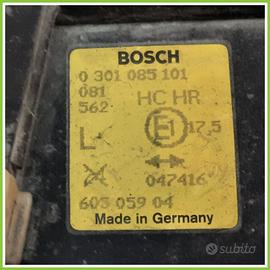 BOSCH
0 301 085 101
081
562 HC HR
L E1 17,5
047416
605 059 04
Made in Germany
subito